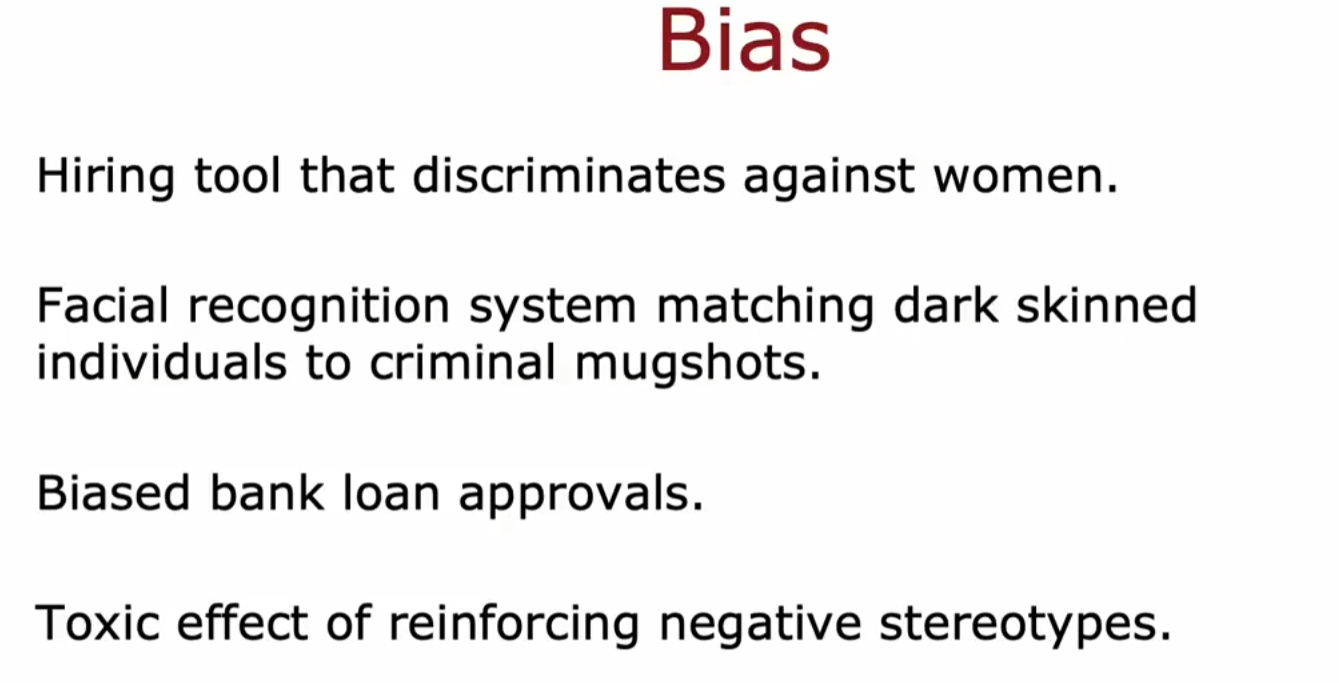 Bias
Hiring tool that discriminates against women.
Facial recognition system matching dark skinned
individuals to criminal mugshots.
Biased bank loan approvals.
Toxic effect of reinforcing negative stereotypes.